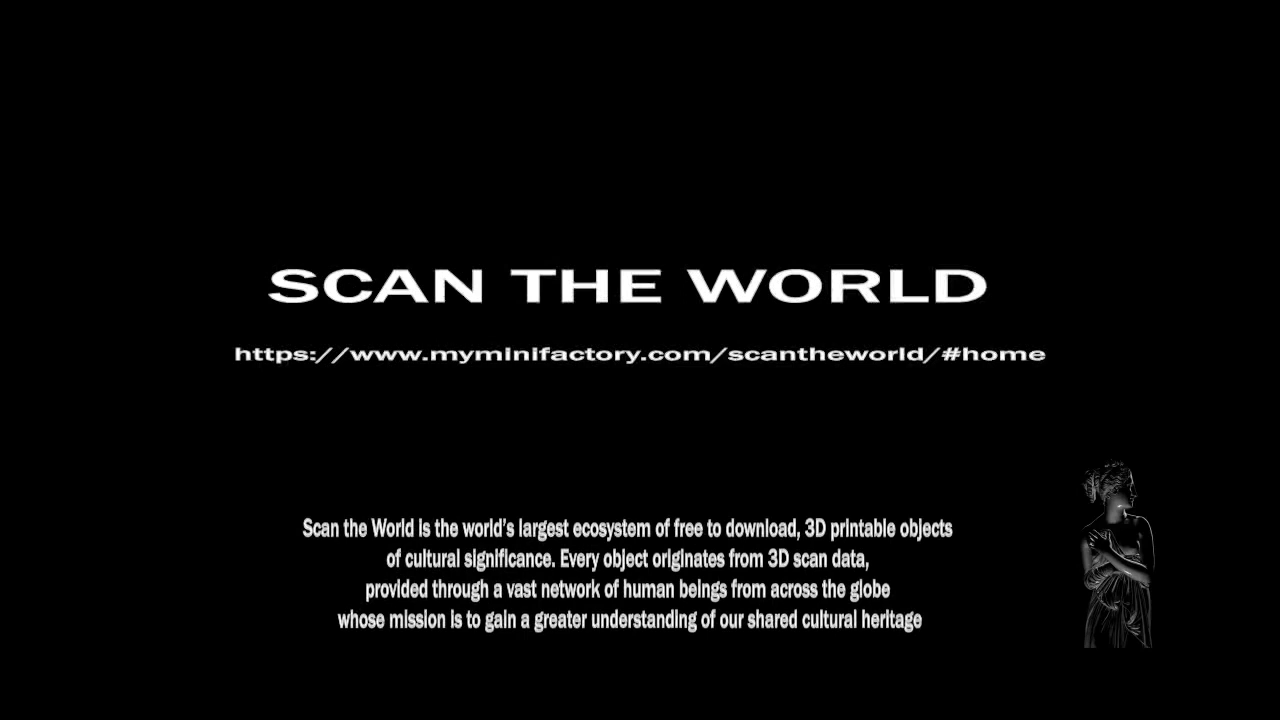 SCAN THE WORLD
https://www.myminifactory.com/scantheworld/#home
Scan the World is the world's largest ecosystem of free to download, 3D printable objects
of cultural significance. Every object originates from 3D scan data,
provided through a vast network of human beings from across the globe
whose mission is to gain a greater understanding of our shared cultural heritage